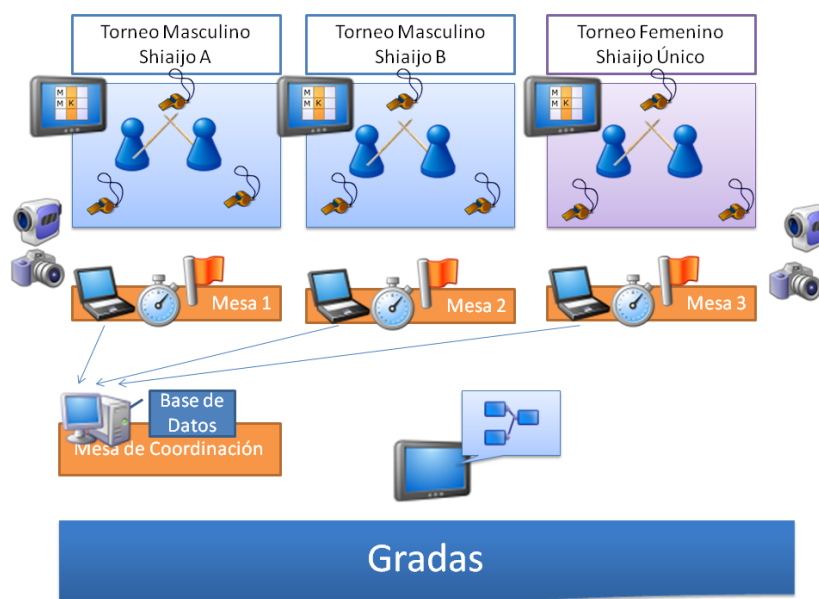 Torneo Masculino
Shiaijo A
Torneo Masculino
Shiaijo B
Torneo Femenino
Shiaijo Único
M
M K
M
M K
M
M K
Mesa 1
Mesa 2
Mesa 3
Base de
Datos
Mesa de Coordinación
Gradas